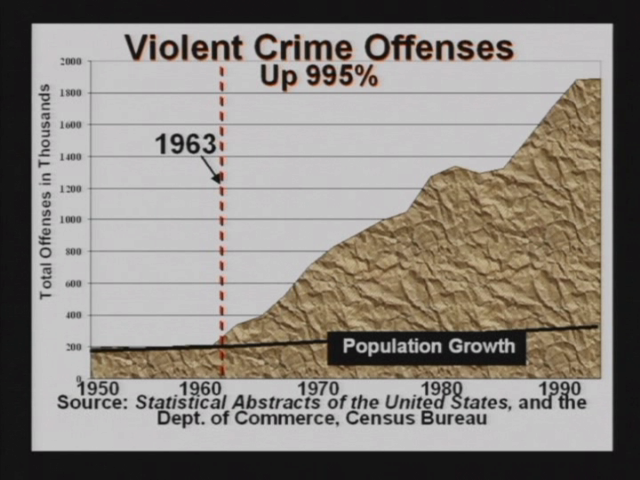 Violent Crime Offenses
Up 995%
1963
Total Offenses in Thousands
2000
1800
1600
1400
1200
1000
800
600
400
200
0
Population Growth
1950
1960
1970
1980
1990
Source: Statistical Abstracts of the United States, and the
Dept. of Commerce, Census Bureau